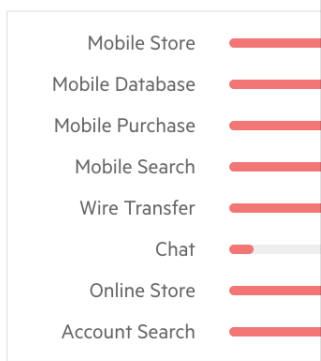 Mobile Store
Mobile Database
Mobile Purchase
Mobile Search
Wire Transfer
Chat
Online Store
Account Search